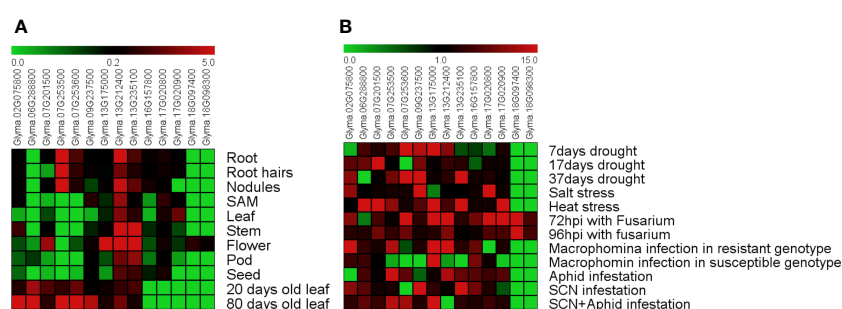 A
0.0 0.2 5.0
Glyma.02G075800
Glyma.06G288800
Glyma.07G201500
Glyma.07G253500
Glyma.07G253600
Glyma.09G237500
Glyma.13G175000
Glyma.13G212400
Glyma.13G235100
Glyma.16G157800
Glyma.17G020800
Glyma.17G020900
Glyma.18G097400
Glyma.18G098300
Root
Root hairs
Nodules
SAM
Leaf
Stem
Flower
Pod
Seed
20 days old leaf
80 days old leaf
B
0.0 1.0 15.0
Glyma.02G075800
Glyma.06G288800
Glyma.07G201500
Glyma.07G253500
Glyma.07G253600
Glyma.09G237500
Glyma.13G175000
Glyma.13G212400
Glyma.13G235100
Glyma.16G157800
Glyma.17G020800
Glyma.17G020900
Glyma.18G097400
Glyma.18G098300
7days drought
17days drought
37days drought
Salt stress
Heat stress
72hpi with Fusarium
96hpi with fusarium
Macrophomina infection in resistant genotype
Macrophomin infection in susceptible genotype
Aphid infestation
SCN infestation
SCN+Aphid infestation